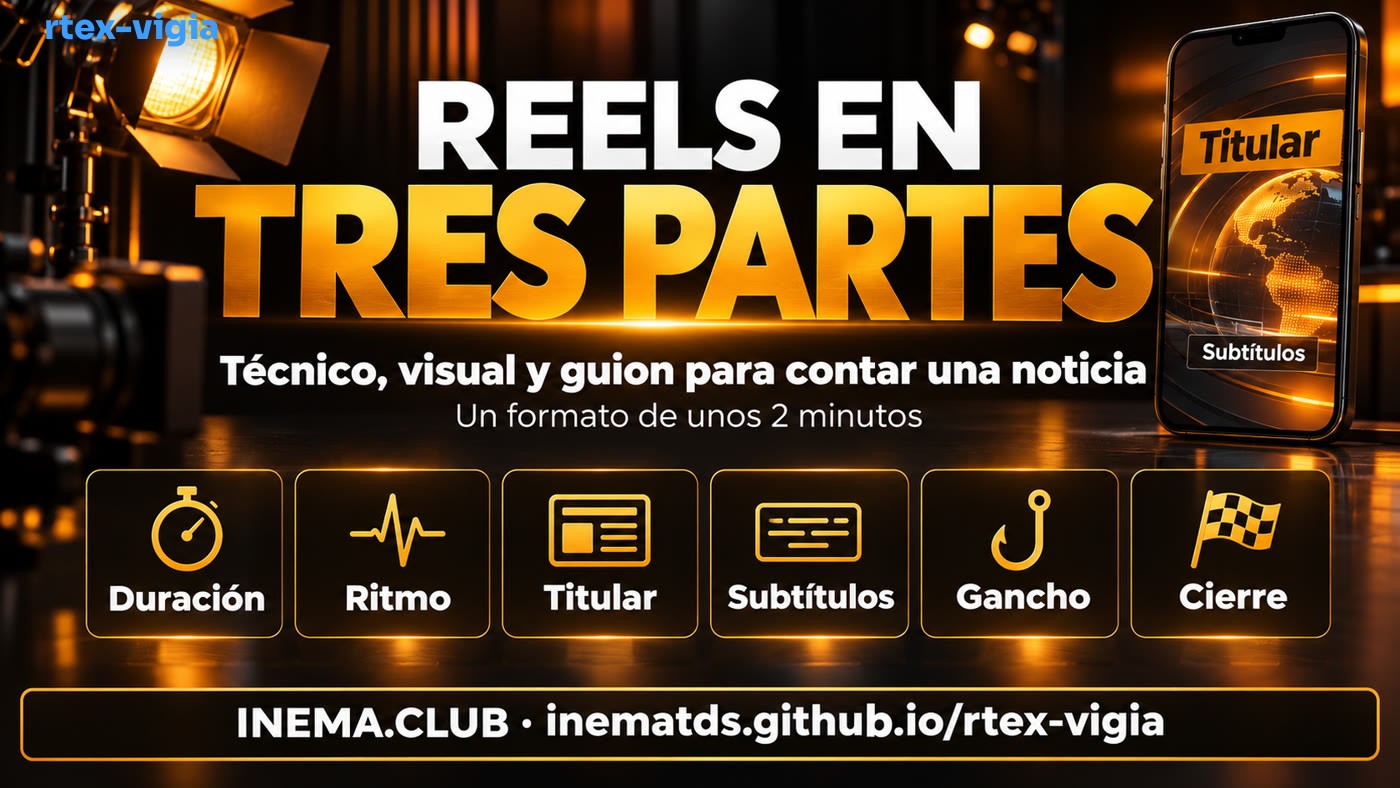 rtex-vigia
REELS EN
TRES PARTES
Titular
Subtítulos
Técnico, visual y guion para contar una noticia
Un formato de unos 2 minutos
Duración
Ritmo
Titular
Subtítulos
Gancho
Cierre
INEMA.CLUB · inematds.github.io/rtex-vigia